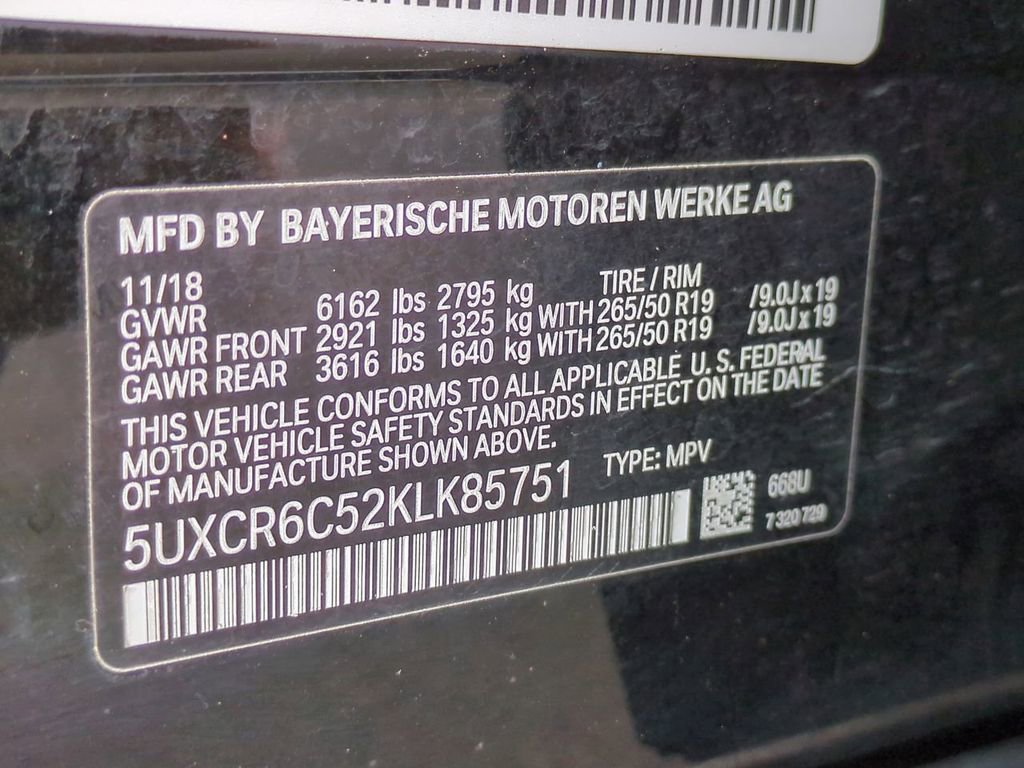 MFD BY BAYERISCHE MOTOREN WERKE AG
11/18 TIRE / RIM
GVWR 6162 lbs 2795 kg
GAWR FRONT 2921 lbs 1325 kg WITH 265/50 R19 /9.0J x 19
GAWR REAR 3616 lbs 1640 kg WITH 265/50 R19 /9.0J x 19
THIS VEHICLE CONFORMS TO ALL APPLICABLE U. S. FEDERAL
MOTOR VEHICLE SAFETY STANDARDS IN EFFECT ON THE DATE
OF MANUFACTURE SHOWN ABOVE.
5UXCR6C52KLK85751 TYPE: MPV
668U
7 320 729